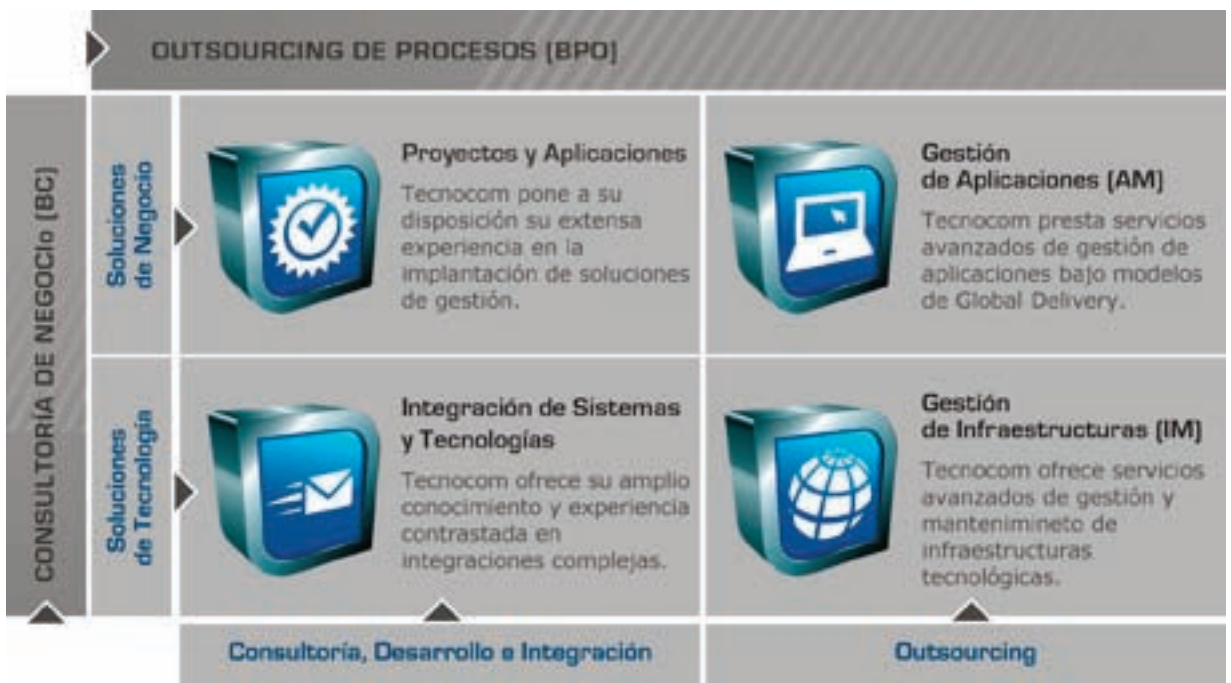 OUTSOURCING DE PROCESOS (BPO)
CONSULTORÍA DE NEGOCIO (BC)
Soluciones
de Negocio
Proyectos y Aplicaciones
Tecnocom pone a su
disposición su extensa
experiencia en la
implantación de soluciones
de gestión.
Gestión
de Aplicaciones (AM)
Tecnocom presta servicios
avanzados de gestión de
aplicaciones bajo modelos
de Global Delivery.
Soluciones
de Tecnología
Integración de Sistemas
y Tecnologías
Tecnocom ofrece su amplio
conocimiento y experiencia
contrastada en
integraciones complejas.
Gestión
de Infraestructuras (IM)
Tecnocom ofrece servicios
avanzados de gestión y
mantenimineto de
infraestructuras
tecnológicas.
Consultoría, Desarrollo e Integración
Outsourcing